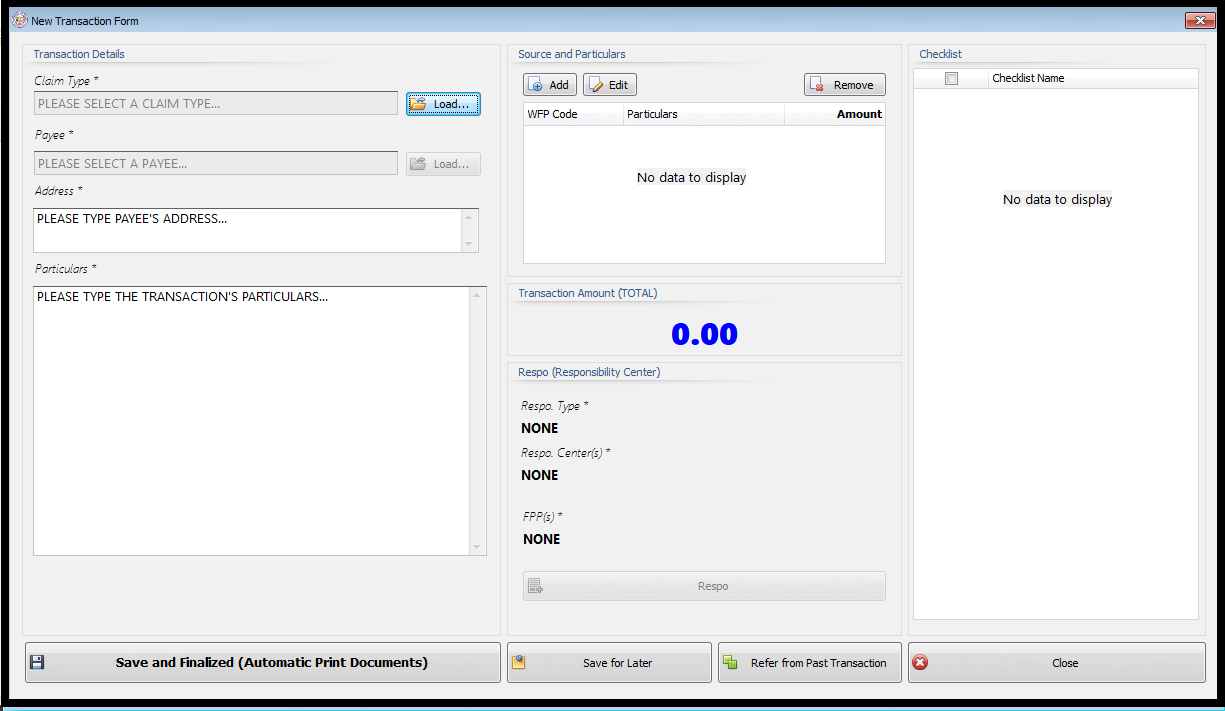 New Transaction Form
Transaction Details
Claim Type *
PLEASE SELECT A CLAIM TYPE...
Load...
Payee *
PLEASE SELECT A PAYEE...
Load...
Address *
PLEASE TYPE PAYEE'S ADDRESS...
Particulars *
PLEASE TYPE THE TRANSACTION'S PARTICULARS...
Source and Particulars
Add
Edit
Remove
WFP Code
Particulars
Amount
No data to display
Transaction Amount (TOTAL)
0.00
Respo (Responsibility Center)
Respo. Type *
NONE
Respo. Center(s) *
NONE
FPP(s) *
NONE
Respo
Checklist
Checklist Name
No data to display
Save and Finalized (Automatic Print Documents)
Save for Later
Refer from Past Transaction
Close